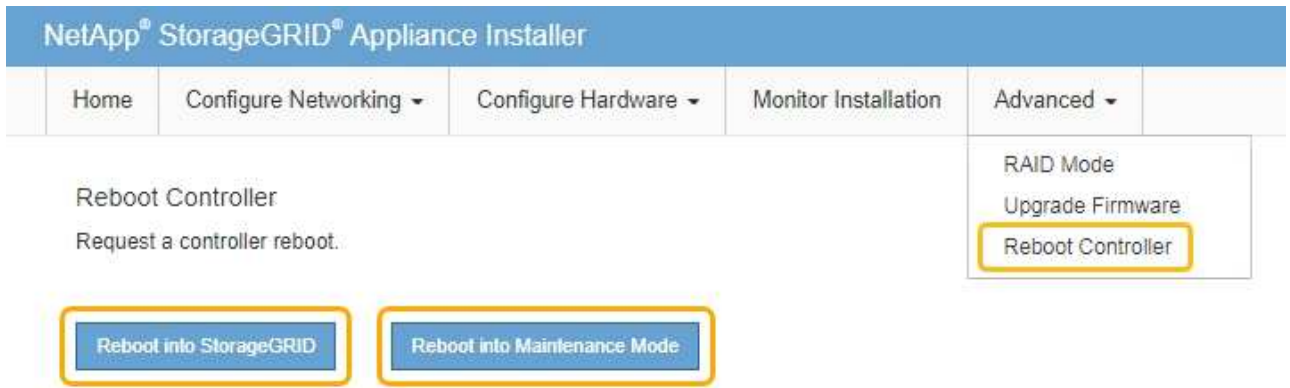 NetApp® StorageGRID® Appliance Installer
Home Configure Networking Configure Hardware Monitor Installation Advanced
RAID Mode
Upgrade Firmware
Reboot Controller
Reboot Controller
Request a controller reboot.
Reboot into StorageGRID Reboot into Maintenance Mode